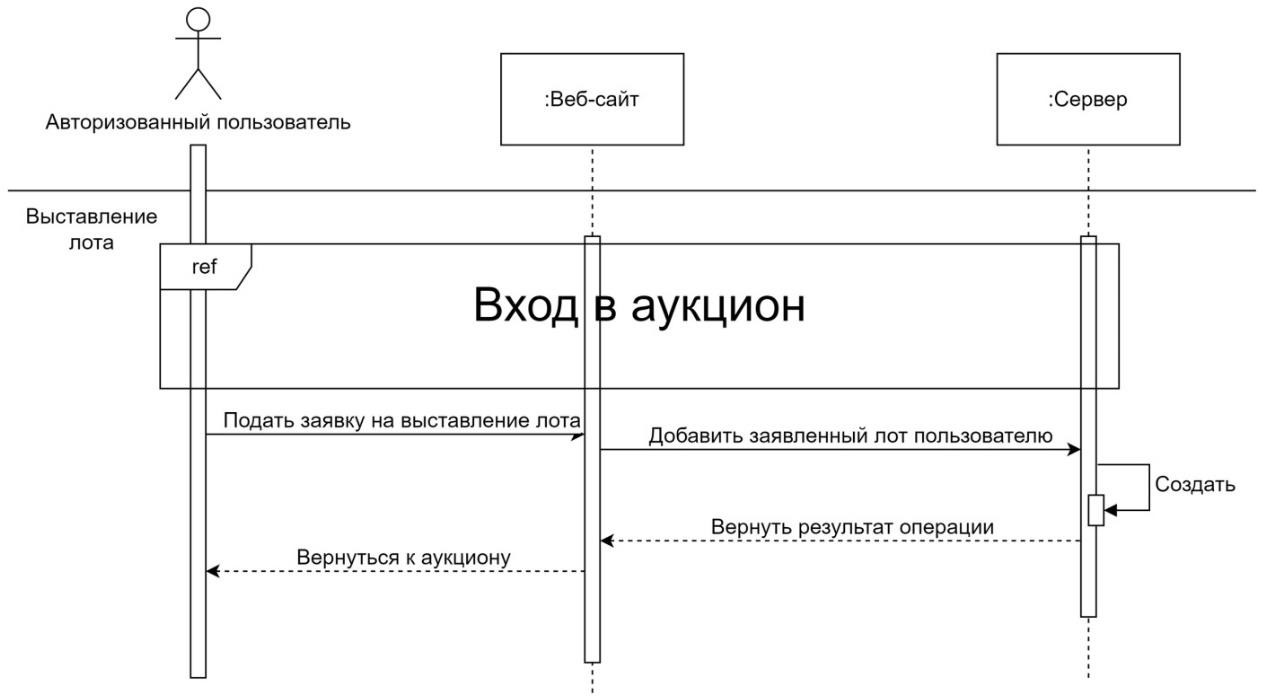 Авторизованный пользователь
:Веб-сайт
:Сервер
Выставление
лота
ref
Вход в аукцион
Подать заявку на выставление лота
Добавить заявленный лот пользователю
Создать
Вернуть результат операции
Вернуться к аукциону